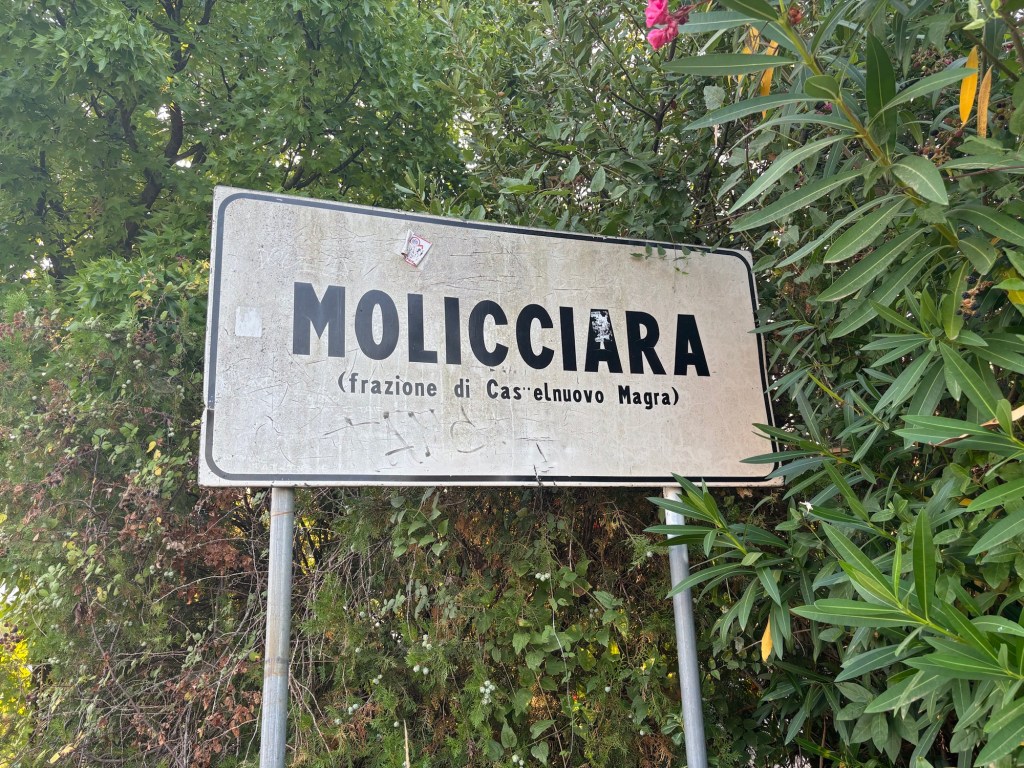 MOLICCIARA
(frazione di Castelnuovo Magra)